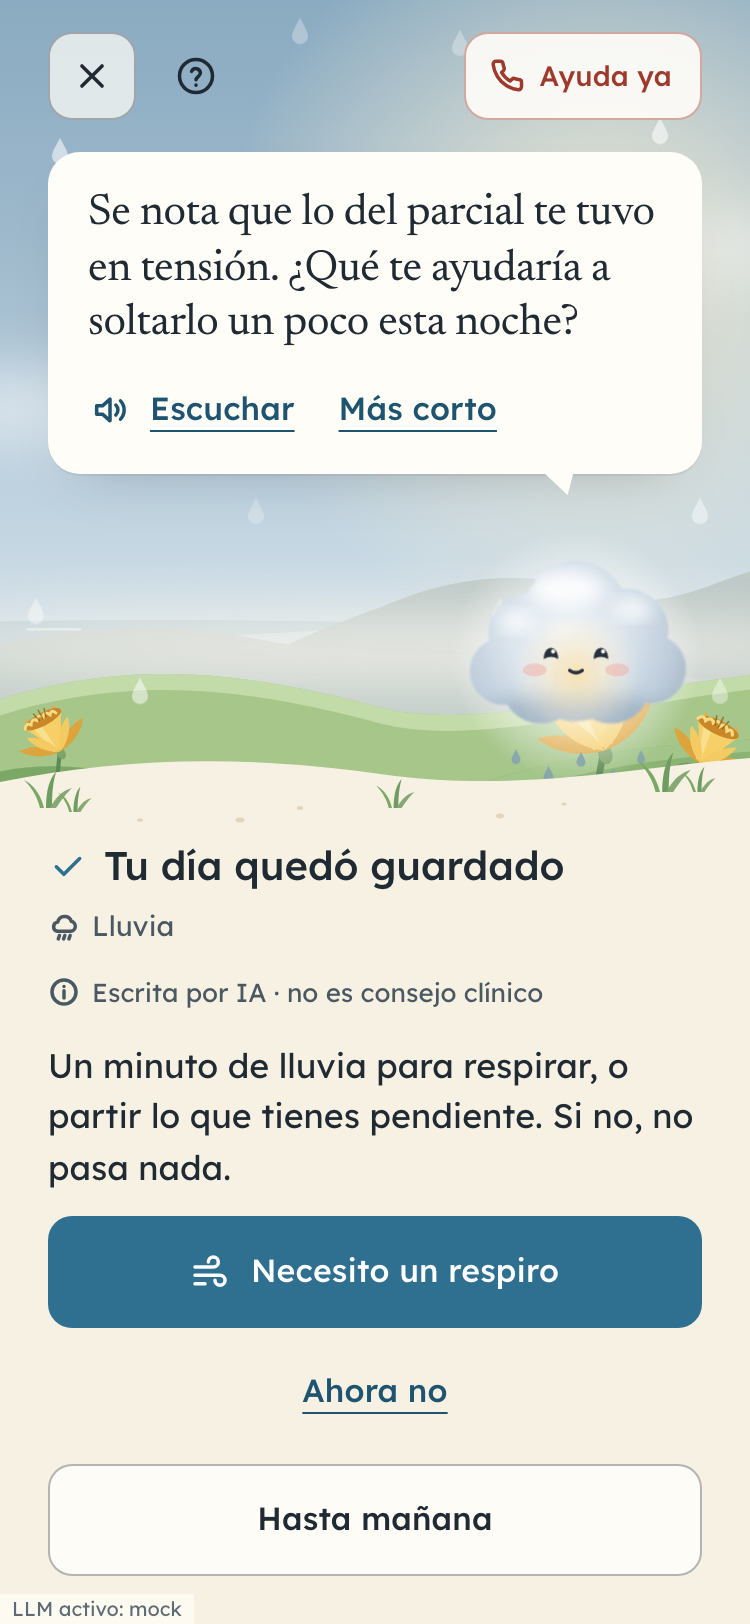 Ayuda ya
Se nota que lo del parcial te tuvo
en tensión. ¿Qué te ayudaría a
soltarlo un poco esta noche?
Escuchar Más corto
Tu día quedó guardado
Lluvia
Escrita por IA · no es consejo clínico
Un minuto de lluvia para respirar, o
partir lo que tienes pendiente. Si no, no
pasa nada.
Necesito un respiro
Ahora no
Hasta mañana
LLM activo: mock